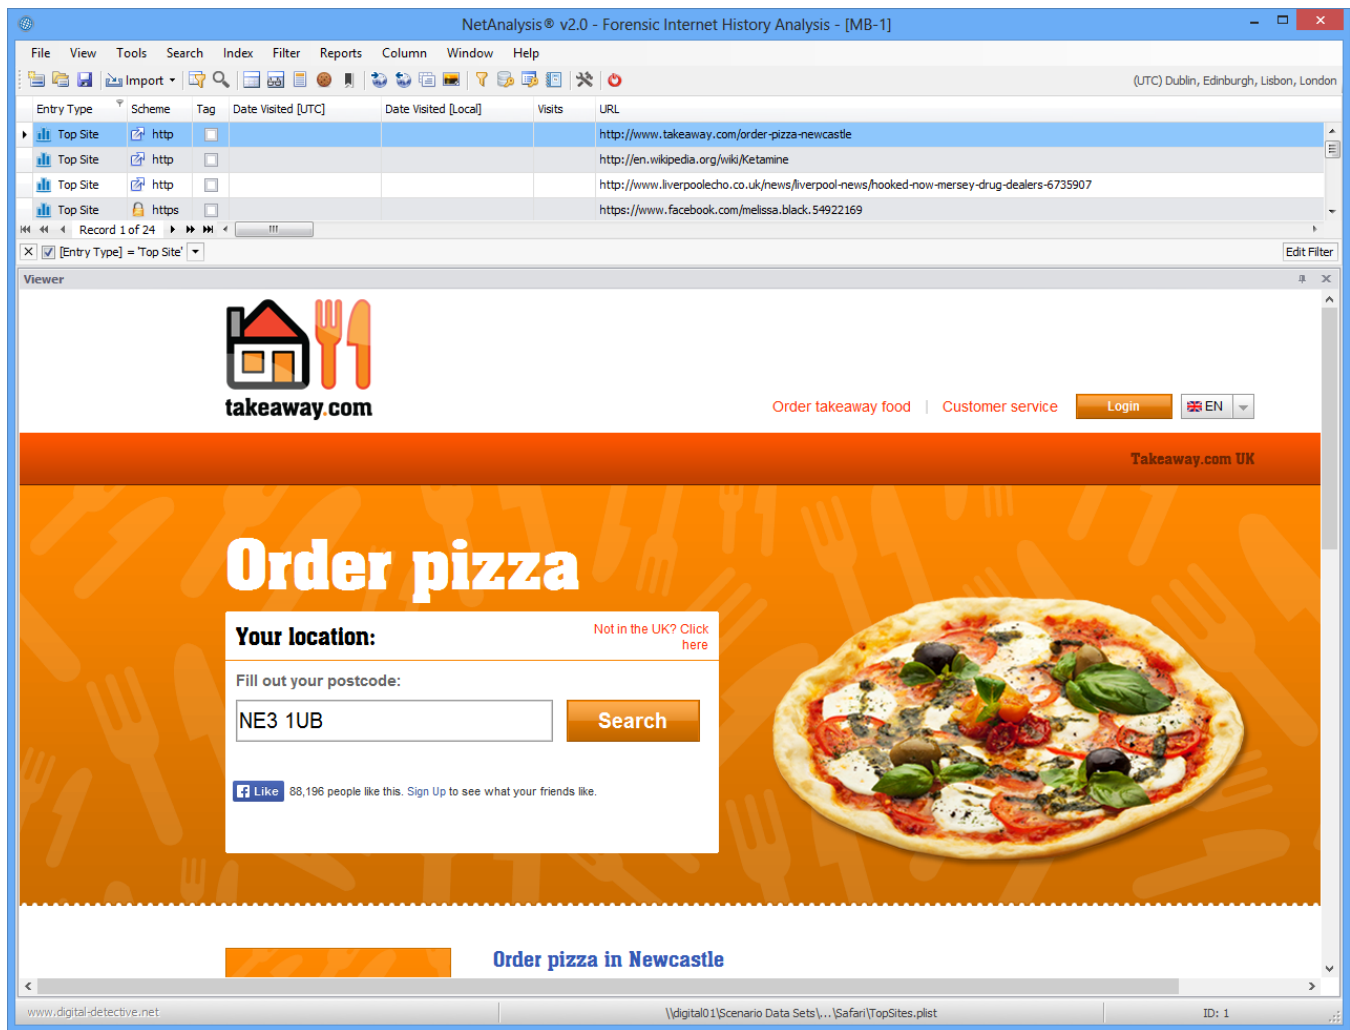 NetAnalysis® v2.0 - Forensic Internet History Analysis - [MB-1]
File View Tools Search Index Filter Reports Column Window Help
Import (UTC) Dublin, Edinburgh, Lisbon, London
Entry Type Scheme Tag Date Visited [UTC] Date Visited [Local] Visits URL
Top Site http http://www.takeaway.com/order-pizza-newcastle
Top Site http http://en.wikipedia.org/wiki/Ketamine
Top Site http http://www.liverpoolecho.co.uk/news/liverpool-news/hooked-now-mersey-drug-dealers-6735907
Top Site https https://www.facebook.com/melissa.black.54922169
Record 1 of 24
[Entry Type] = 'Top Site' Edit Filter
Viewer
takeaway.com
Order takeaway food | Customer service Login EN
Takeaway.com UK
Order pizza
Your location: Not in the UK? Click
here
Fill out your postcode:
NE3 1UB Search
f Like 88,196 people like this. Sign Up to see what your friends like.
Order pizza in Newcastle
www.digital-detective.net \\digital01\Scenario Data Sets\...\Safari\TopSites.plist ID: 1